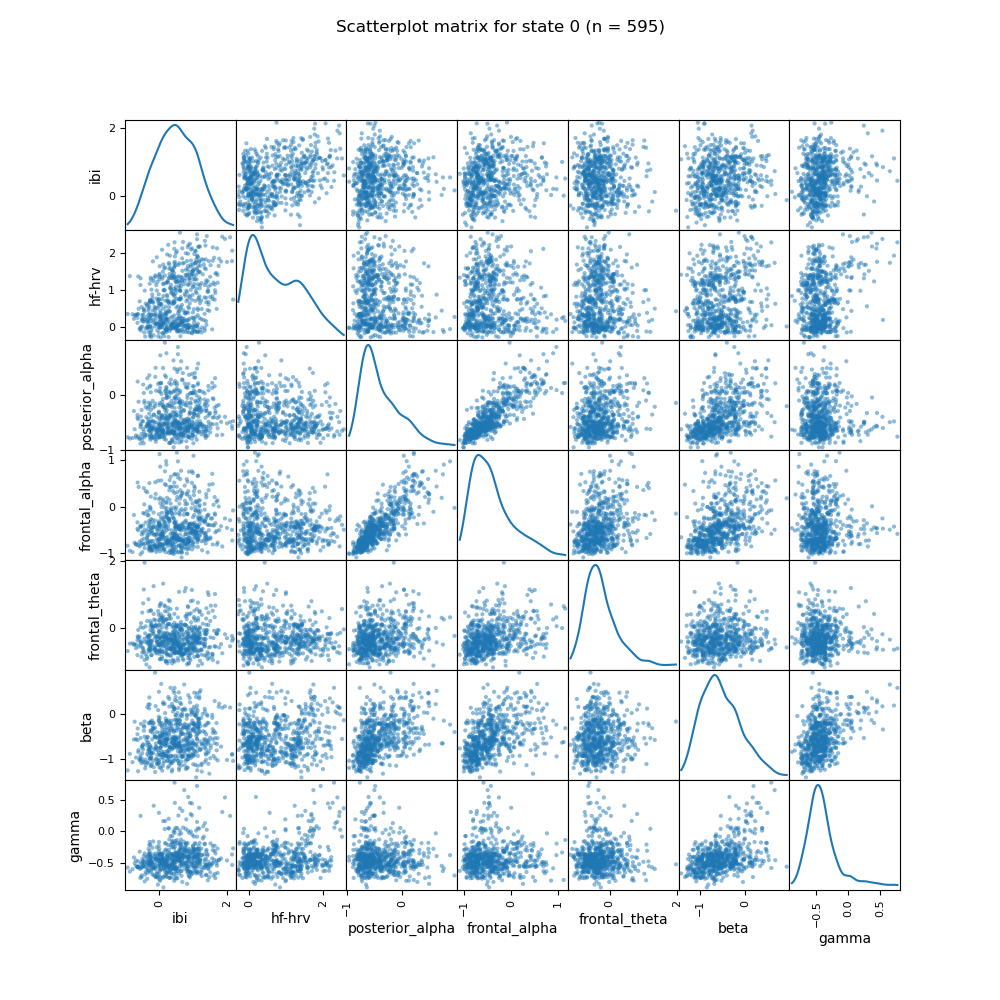 Scatterplot matrix for state 0 (n = 595)
2
0
ibi
2
1
0
hf-hrv
0
−1
posterior_alpha
1
0
−1
frontal_alpha
2
0
frontal_theta
0
−1
beta
0.5
0.0
−0.5
gamma
0 2 0 2 −1 0 −1 0 1 0 2 −1 0 −0.5 0.0 0.5
ibi hf-hrv posterior_alpha frontal_alpha frontal_theta beta gamma